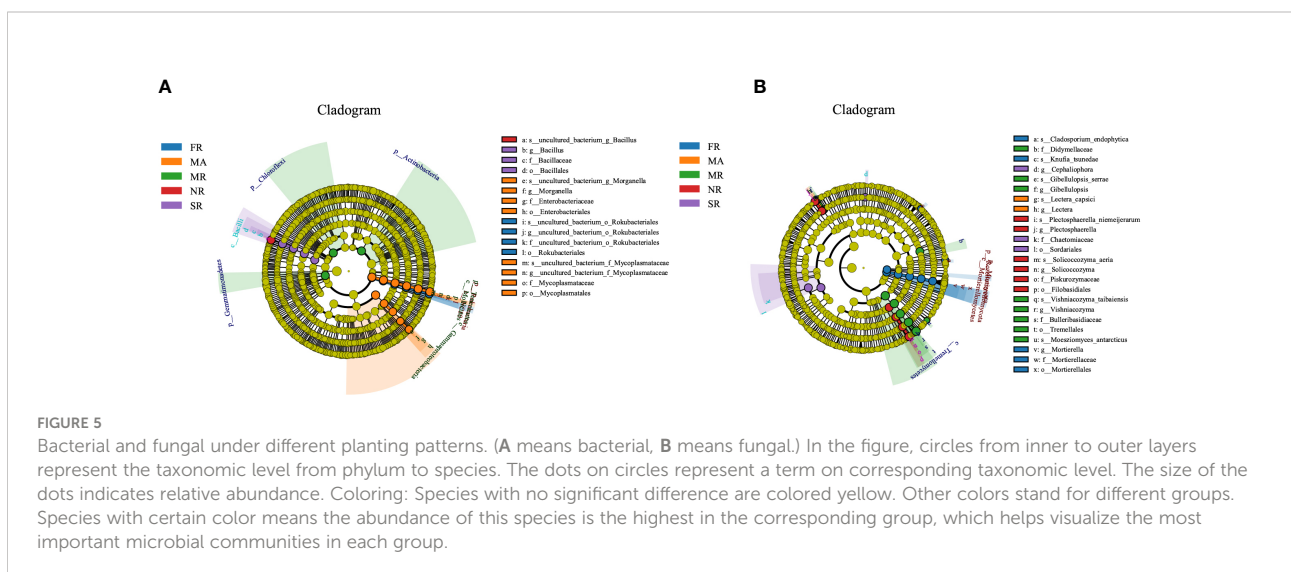 A
Cladogram
FR
MA
MR
NR
SR
p__Chloroflexi
p__Actinobacteria
c__Bacilli
p__Gemmatimonadetes
c__Gammaproteobacteria
a: s__uncultured_bacterium_g_Bacillus
b: g__Bacillus
c: f__Bacillaceae
d: o__Bacillales
e: s__uncultured_bacterium_g_Morganella
f: g__Morganella
g: f__Enterobacteriaceae
h: o__Enterobacteriales
i: s__uncultured_bacterium_o_Rokubacteriales
j: g__uncultured_bacterium_o_Rokubacteriales
k: f__uncultured_bacterium_o_Rokubacteriales
l: o__Rokubacteriales
m: s__uncultured_bacterium_f_Mycoplasmataceae
n: g__uncultured_bacterium_f_Mycoplasmataceae
o: f__Mycoplasmataceae
p: o__Mycoplasmatales
B
Cladogram
FR
MA
MR
NR
SR
c__Tremellomycetes
a: s__Cladosporium_endophytica
b: f__Didymellaceae
c: s__Knufia_tsunedae
d: g__Cephaliophora
e: s__Gibellulopsis_serrae
f: g__Gibellulopsis
g: s__Lectera_capsici
h: g__Lectera
i: s__Plectosphaerella_niemeijerarum
j: g__Plectosphaerella
k: f__Chaetomiaceae
l: o__Sordariales
m: s__Solicoccozyma_aeria
n: g__Solicoccozyma
o: f__Piskurozymaceae
p: o__Filobasidiales
q: s__Vishniacozyma_taibaiensis
r: g__Vishniacozyma
s: f__Bulleribasidiaceae
t: o__Tremellales
u: s__Moesziomyces_antarcticus
v: g__Mortierella
w: f__Mortierellaceae
x: o__Mortierellales
FIGURE 5
Bacterial and fungal under different planting patterns. (A means bacterial, B means fungal.) In the figure, circles from inner to outer layers
represent the taxonomic level from phylum to species. The dots on circles represent a term on corresponding taxonomic level. The size of the
dots indicates relative abundance. Coloring: Species with no significant difference are colored yellow. Other colors stand for different groups.
Species with certain color means the abundance of this species is the highest in the corresponding group, which helps visualize the most
important microbial communities in each group.